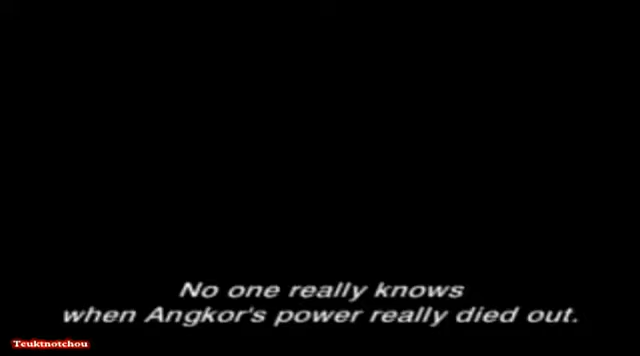 No one really knows
when Angkor's power really died out.
Teuktnotchou